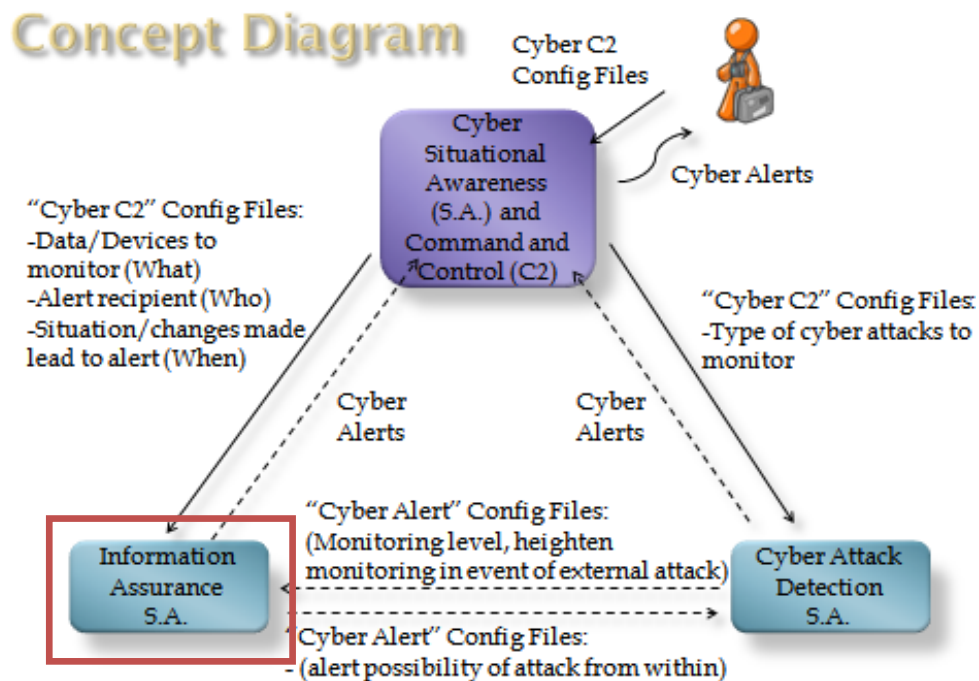 Concept Diagram
Cyber C2
Config Files
Cyber
Situational
Awareness
(S.A.) and
Command and
Control (C2)
Cyber Alerts
“Cyber C2” Config Files:
-Data/Devices to
monitor (What)
-Alert recipient (Who)
-Situation/changes made
lead to alert (When)
“Cyber C2” Config Files:
-Type of cyber attacks to
monitor
Cyber
Alerts
Cyber
Alerts
“Cyber Alert” Config Files:
(Monitoring level, heighten
monitoring in event of external attack)
Information
Assurance
S.A.
Cyber Attack
Detection
S.A.
“Cyber Alert” Config Files:
- (alert possibility of attack from within)